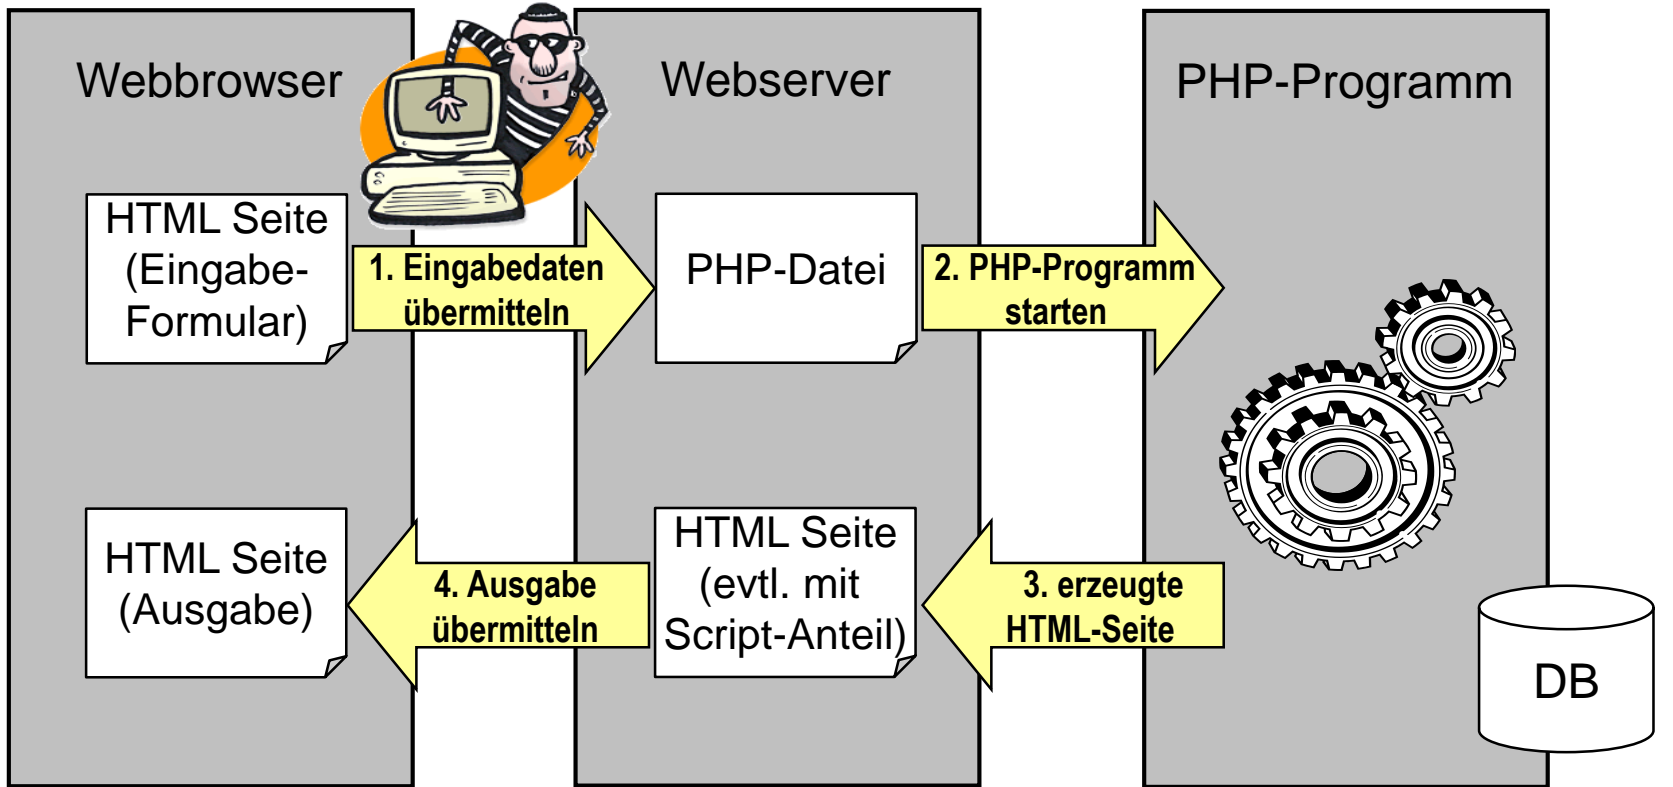 Webbrowser
Webserver
PHP-Programm
HTML Seite
(Eingabe-
Formular)
1. Eingabedaten
übermitteln
PHP-Datei
2. PHP-Programm
starten
HTML Seite
(Ausgabe)
4. Ausgabe
übermitteln
HTML Seite
(evtl. mit
Script-Anteil)
3. erzeugte
HTML-Seite
DB